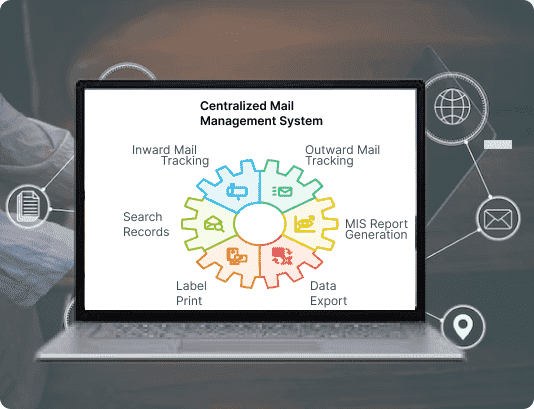 Centralized Mail
Management System
Inward Mail
Tracking
Outward Mail
Tracking
Search
Records
MIS Report
Generation
Label
Print
Data
Export